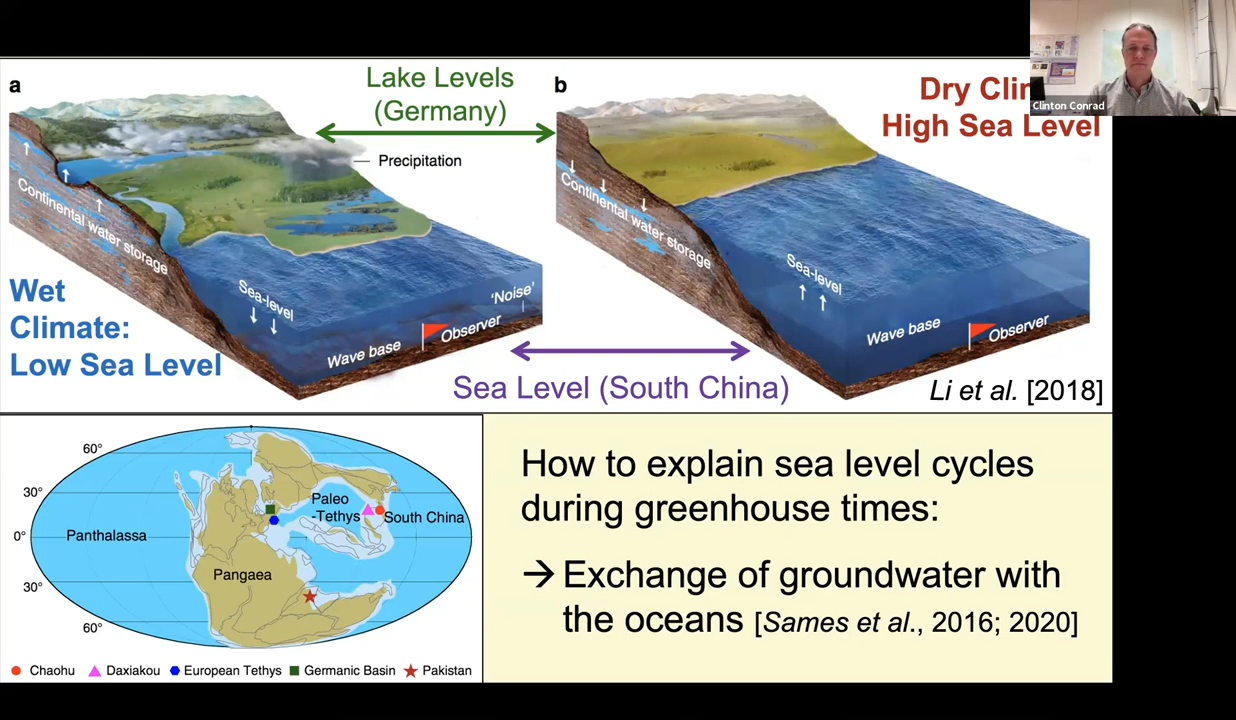 a
Lake Levels
(Germany)
b
Dry Clim
High Sea Level
Clinton Conrad
Precipitation
Continental water storage
Continental water storage
Wet
Climate:
Low Sea Level
Sea-level
'Noise'
Observer
Wave base
Sea-level
Wave base
Observer
Sea Level (South China)
Li et al. [2018]
60°
30°
0°
30°
60°
Panthalassa
Pangaea
Paleo
-Tethys
South China
Chaohu
Daxiakou
European Tethys
Germanic Basin
Pakistan
How to explain sea level cycles
during greenhouse times:
→ Exchange of groundwater with
the oceans [Sames et al., 2016; 2020]